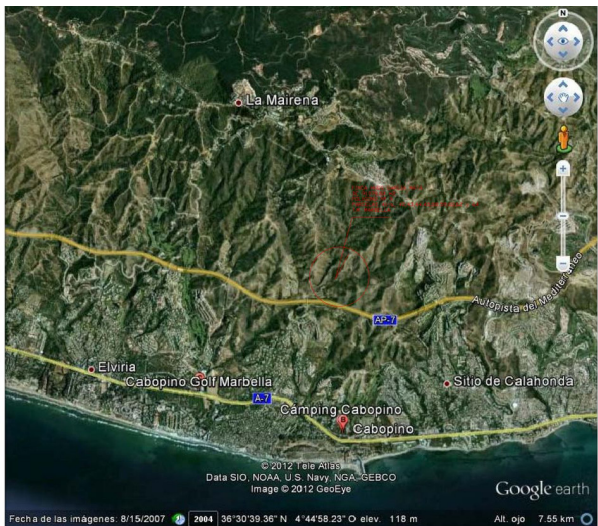 N
La Mairena
Autopista del Mediterráneo
AP-7
Elviria
Cabopino Golf Marbella
Sitio de Calahonda
A-7
Camping Cabopino
B
Cabopino
© 2012 Tele Atlas
Data SIO, NOAA, U.S. Navy, NGA, GEBCO
Image © 2012 GeoEye
Google earth
Fecha de las imágenes: 8/15/2007 2004 36°30'39.36" N 4°44'58.23" O elev. 118 m Alt. ojo 7.55 km